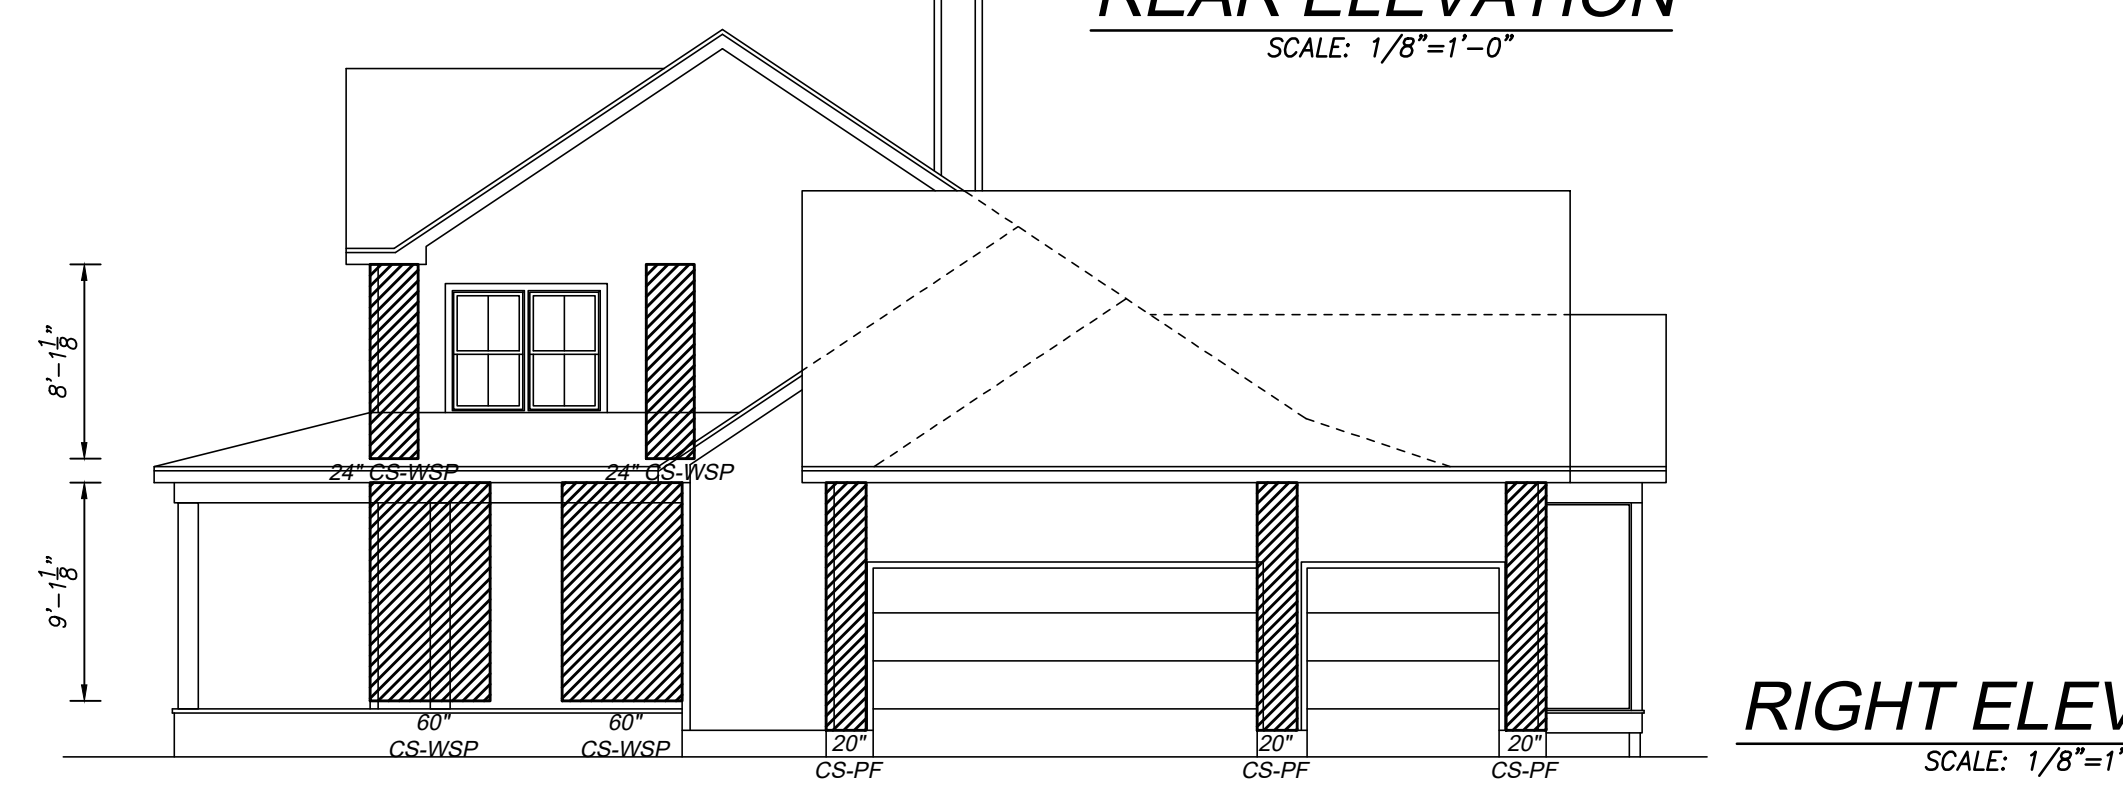 REAR ELEVATION
SCALE: 1/8"=1'-0"
8'-1 1/8"
24" CS-WSP
24" CS-WSP
9'-1 1/8"
60"
CS-WSP
60"
CS-WSP
20"
CS-PF
20"
CS-PF
20"
CS-PF
RIGHT ELEV
SCALE: 1/8"=1'